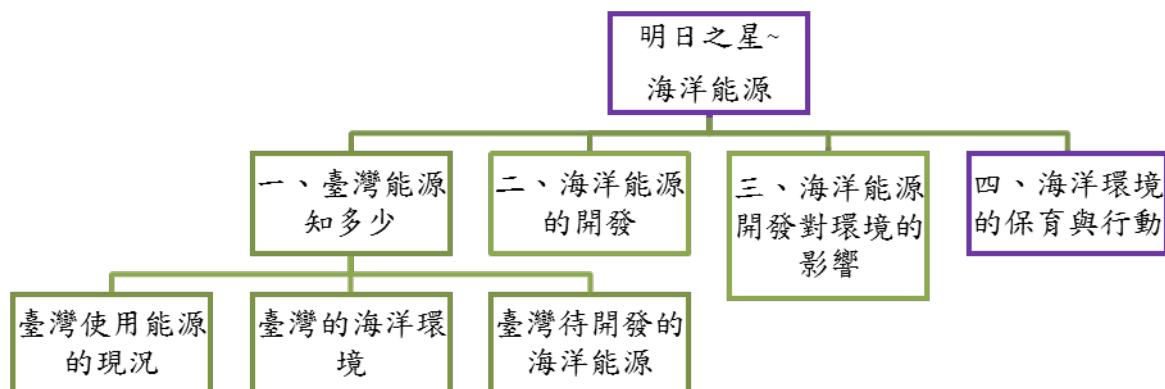 明日之星~
海洋能源
一、臺灣能源
知多少
二、海洋能源
的開發
三、海洋能源
開發對環境的
影響
四、海洋環境
的保育與行動
臺灣使用能源
的現況
臺灣的海洋環
境
臺灣待開發的
海洋能源